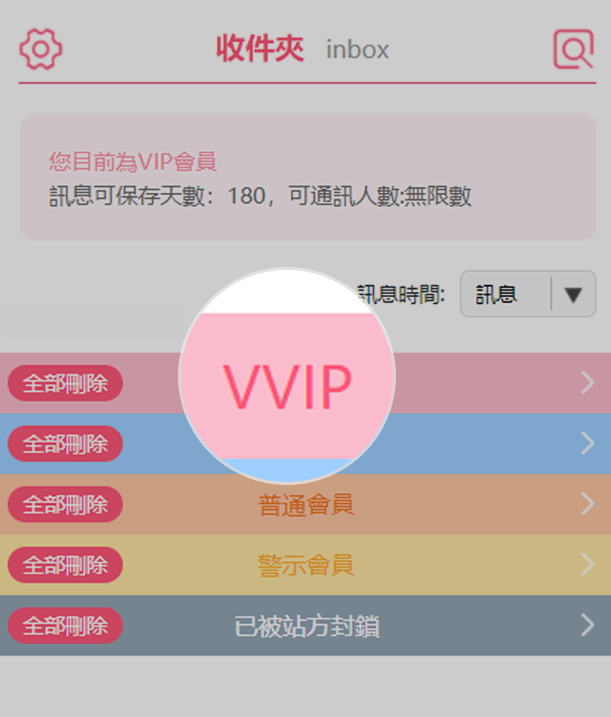 收件夾 inbox
您目前為VIP會員
訊息可保存天數：180，可通訊人數:無限數
訊息時間: 訊息
全部刪除 VVIP
全部刪除
全部刪除 普通會員
全部刪除 警示會員
全部刪除 已被站方封鎖